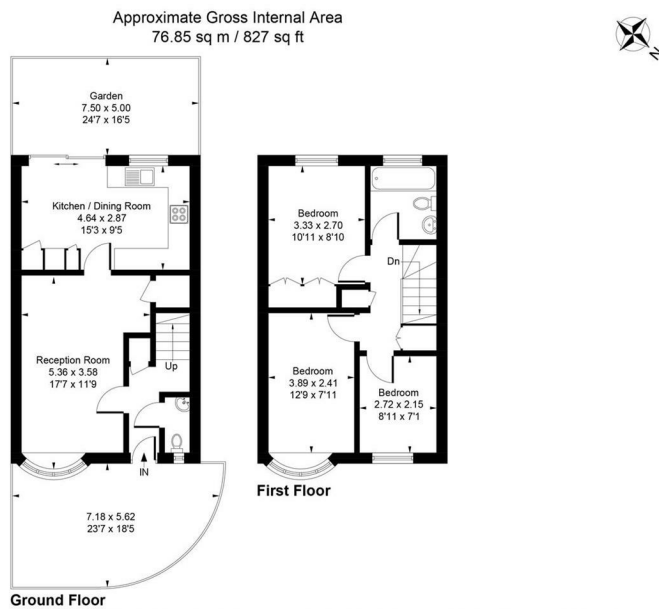 Approximate Gross Internal Area
76.85 sq m / 827 sq ft
N
Garden
7.50 x 5.00
24'7 x 16'5
Kitchen / Dining Room
4.64 x 2.87
15'3 x 9'5
Reception Room
5.36 x 3.58
17'7 x 11'9
Up
IN
7.18 x 5.62
23'7 x 18'5
Ground Floor
Bedroom
3.33 x 2.70
10'11 x 8'10
Dn
Bedroom
3.89 x 2.41
12'9 x 7'11
Bedroom
2.72 x 2.15
8'11 x 7'1
First Floor